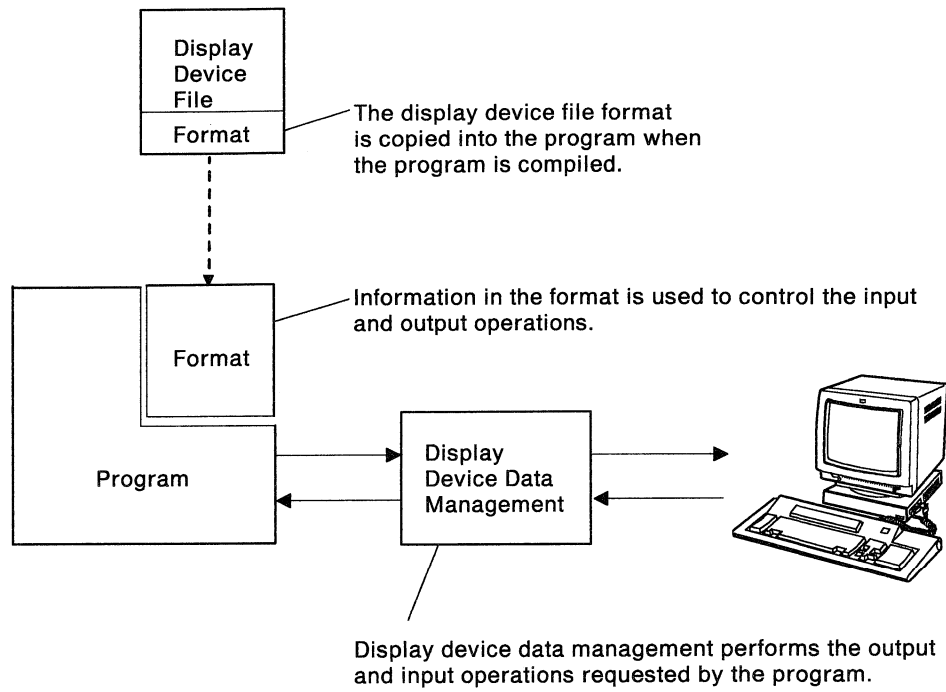 Display
Device
File
Format
The display device file format
is copied into the program when
the program is compiled.
Information in the format is used to control the input
and output operations.
Format
Program
Display
Device Data
Management
Display device data management performs the output
and input operations requested by the program.